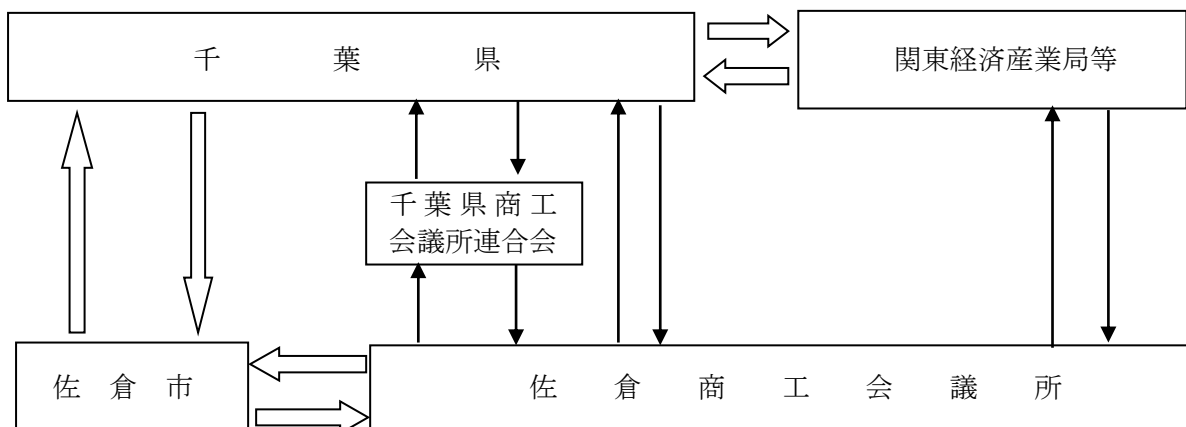 千葉県
関東経済産業局等
千葉県商工
会議所連合会
佐倉市
佐倉商工会議所